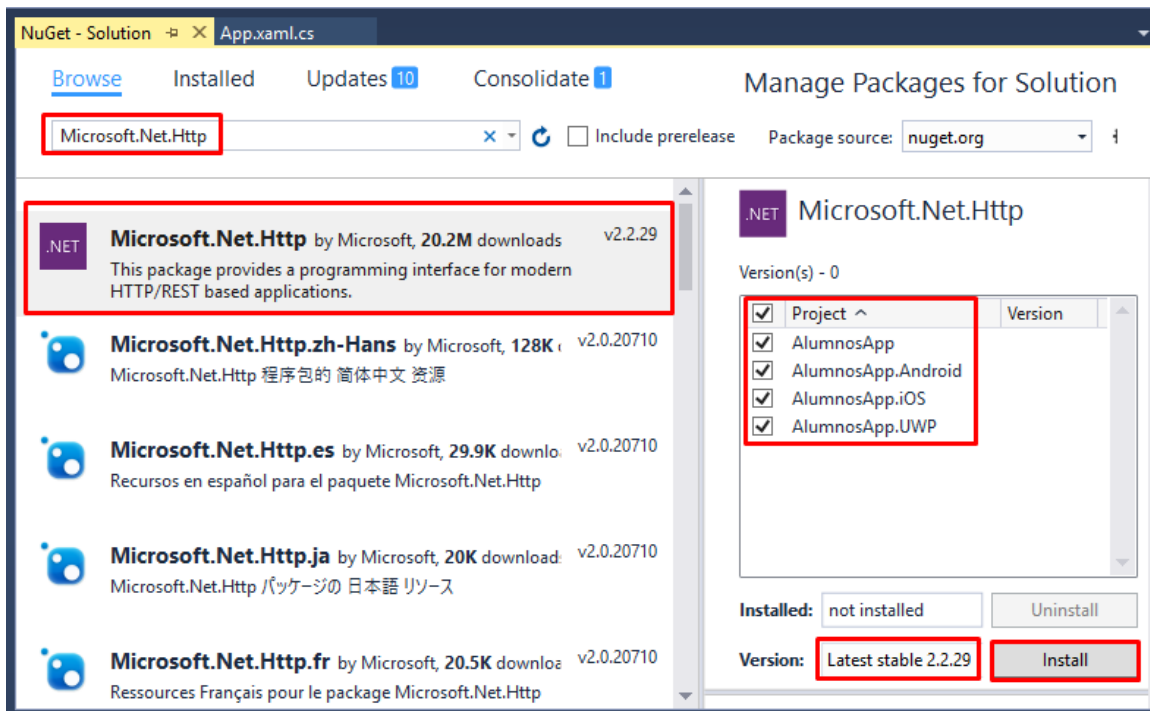 NuGet - Solution App.xaml.cs
Browse Installed Updates 10 Consolidate 1 Manage Packages for Solution
Microsoft.Net.Http Include prerelease Package source: nuget.org
.NET Microsoft.Net.Http by Microsoft, 20.2M downloads v2.2.29
This package provides a programming interface for modern
HTTP/REST based applications.
Microsoft.Net.Http.zh-Hans by Microsoft, 128K v2.0.20710
Microsoft.Net.Http 程序包的 简体中文 资源
Microsoft.Net.Http.es by Microsoft, 29.9K downlo v2.0.20710
Recursos en español para el paquete Microsoft.Net.Http
Microsoft.Net.Http.ja by Microsoft, 20K download v2.0.20710
Microsoft.Net.Http パッケージの 日本語 リソース
Microsoft.Net.Http.fr by Microsoft, 20.5K downloa v2.0.20710
Ressources Français pour le package Microsoft.Net.Http
.NET Microsoft.Net.Http
Version(s) - 0
Project Version
AlumnosApp
AlumnosApp.Android
AlumnosApp.iOS
AlumnosApp.UWP
Installed: not installed Uninstall
Version: Latest stable 2.2.29 Install